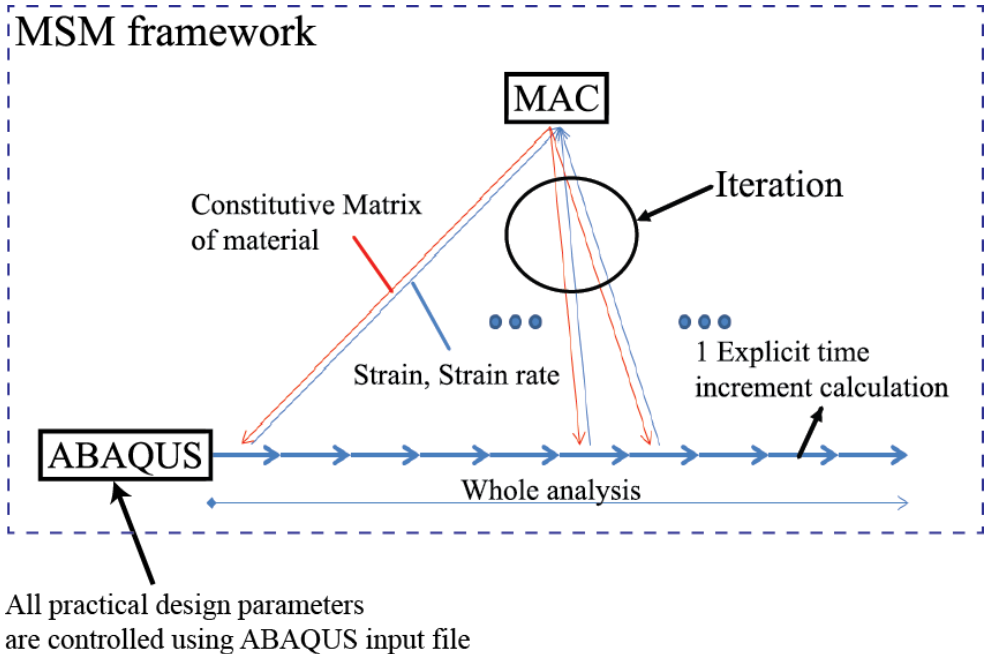 MSM framework
MAC
Iteration
Constitutive Matrix
of material
Strain, Strain rate
1 Explicit time
increment calculation
ABAQUS
Whole analysis
All practical design parameters
are controlled using ABAQUS input file